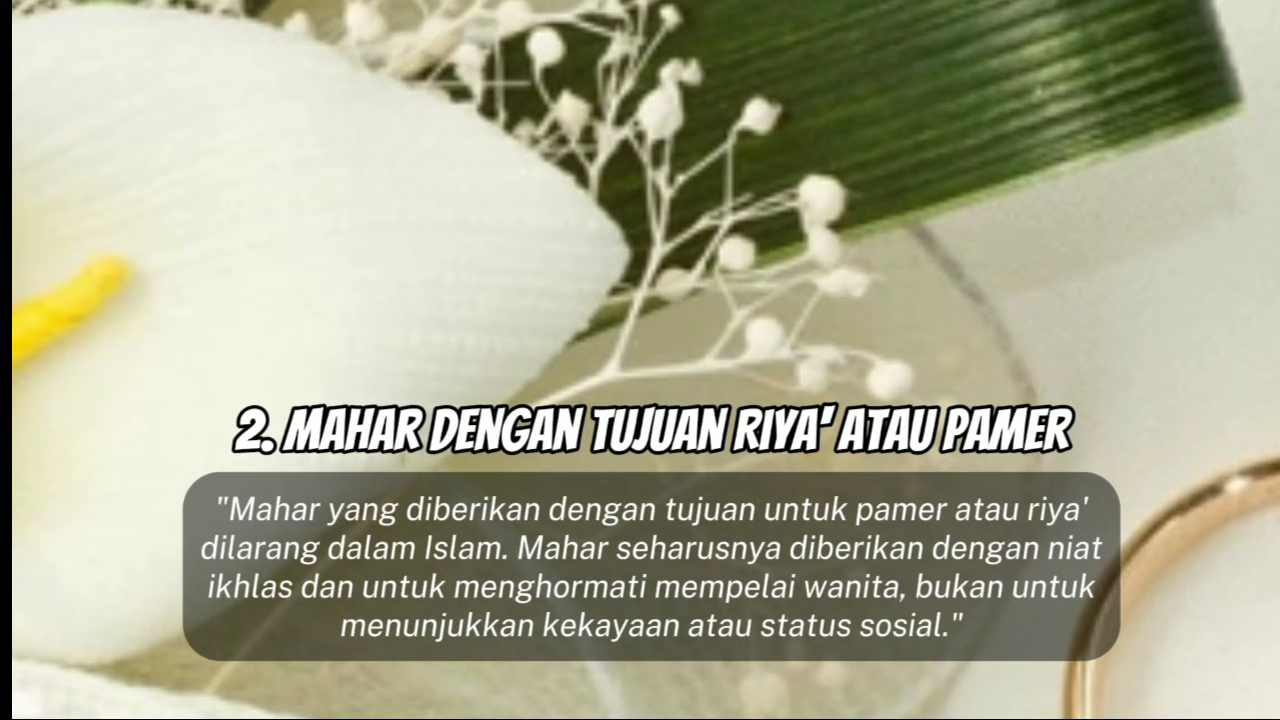 2. MAHAR DENGAN TUJUAN RIYA' ATAU PAMER
"Mahar yang diberikan dengan tujuan untuk pamer atau riya'
dilarang dalam Islam. Mahar seharusnya diberikan dengan niat
ikhlas dan untuk menghormati mempelai wanita, bukan untuk
menunjukkan kekayaan atau status sosial."